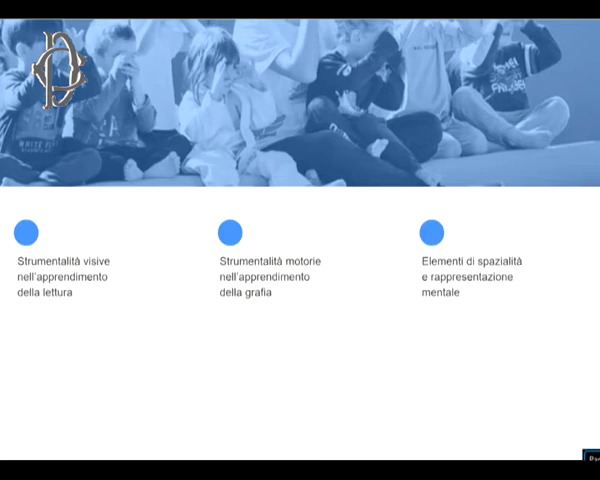 Strumentalità visive
nell'apprendimento
della lettura
Strumentalità motorie
nell'apprendimento
della grafia
Elementi di spazialità
e rappresentazione
mentale